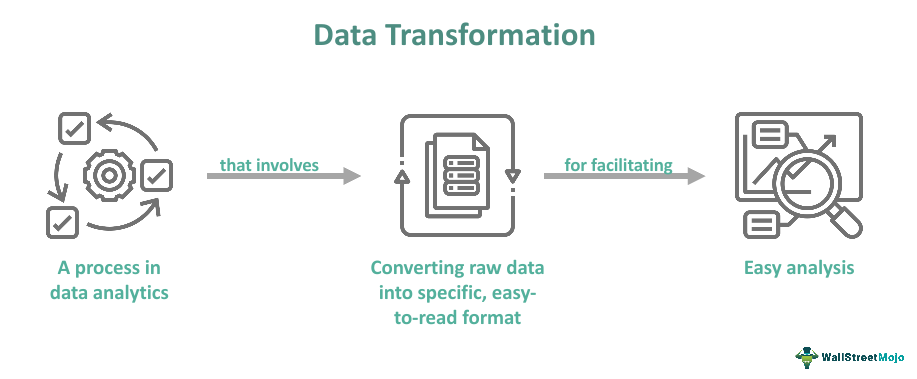 Data Transformation
that involves
for facilitating
A process in
data analytics
Converting raw data
into specific, easy-
to-read format
Easy analysis
WallStreetMojo